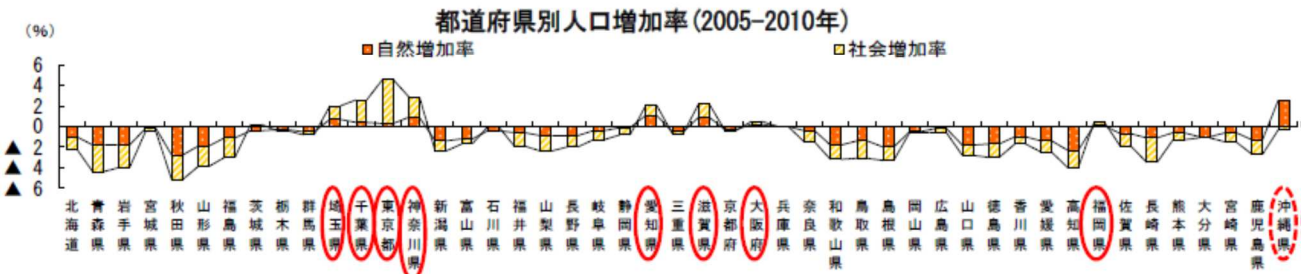 都道府県別人口増加率(2005-2010年)
(%)
自然増加率
社会増加率
6
4
2
0
▲ 2
▲ 4
▲ 6
北海道
青森県
岩手県
宮城県
秋田県
山形県
福島県
茨城県
栃木県
群馬県
埼玉県
千葉県
東京都
神奈川県
新潟県
富山県
石川県
福井県
山梨県
長野県
岐阜県
静岡県
愛知県
三重県
滋賀県
京都府
大阪府
兵庫県
奈良県
和歌山県
鳥取県
島根県
岡山県
広島県
山口県
徳島県
香川県
愛媛県
高知県
福岡県
佐賀県
長崎県
熊本県
大分県
宮崎県
鹿児島県
沖縄県